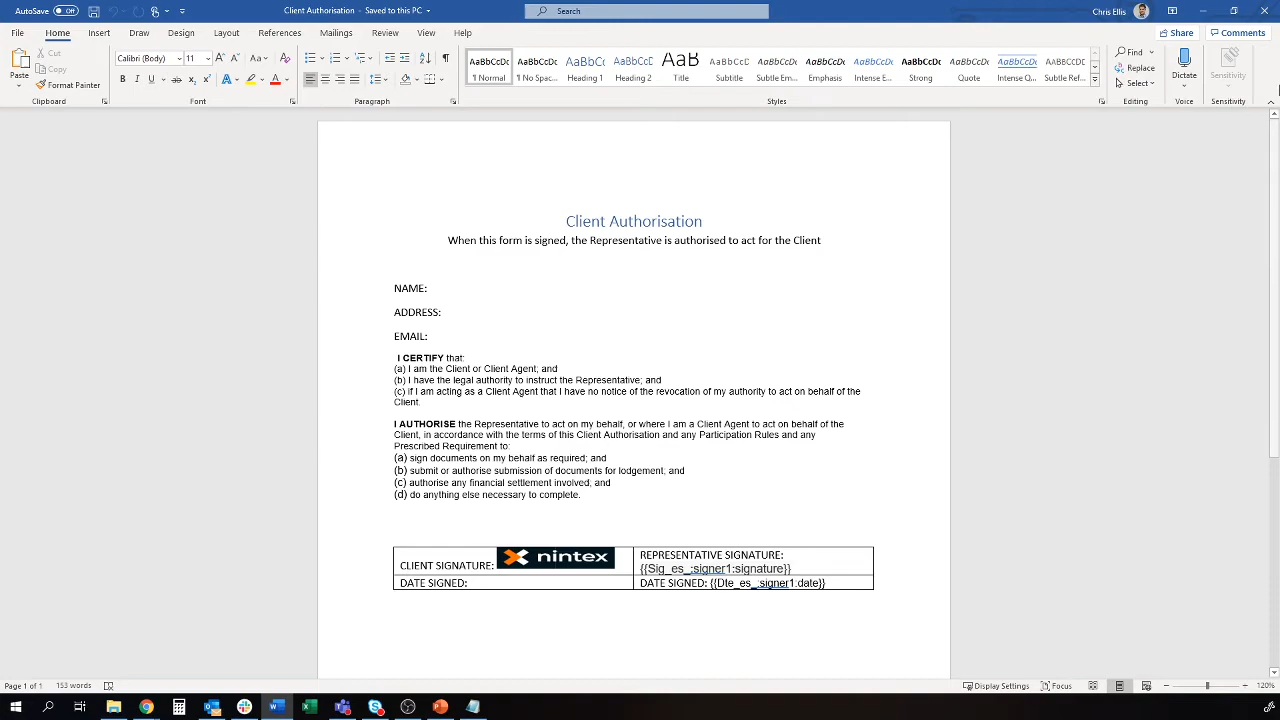 AutoSave Off
Client Authorisation - Saved to this PC
Search
Chris Ellis
File Home Insert Draw Design Layout References Mailings Review View Help
Share Comments
Paste
Cut
Copy
Format Painter
Clipboard
Calibri (Body) 11
Font
Paragraph
AaBbCcDc AaBbCcDc AaBbCc AaBbCcD AaB AaBbCcD AaBbCcDc AaBbCcDc AaBbCcDc AaBbCcDc AaBbCcDc AaBbCcDc AABBCCDD
¶ Normal ¶ No Spac... Heading 1 Heading 2 Title Subtitle Subtle Em... Emphasis Intense E... Strong Quote Intense Q... Subtle Ref...
Styles
Find
Replace
Select
Editing
Dictate
Voice
Sensitivity
Sensitivity
Client Authorisation
When this form is signed, the Representative is authorised to act for the Client
NAME:
ADDRESS:
EMAIL:
I CERTIFY that:
(a) I am the Client or Client Agent; and
(b) I have the legal authority to instruct the Representative; and
(c) if I am acting as a Client Agent that I have no notice of the revocation of my authority to act on behalf of the
Client.
I AUTHORISE the Representative to act on my behalf, or where I am a Client Agent to act on behalf of the
Client, in accordance with the terms of this Client Authorisation and any Participation Rules and any
Prescribed Requirement to:
(a) sign documents on my behalf as required; and
(b) submit or authorise submission of documents for lodgement; and
(c) authorise any financial settlement involved; and
(d) do anything else necessary to complete.
CLIENT SIGNATURE: nintex
REPRESENTATIVE SIGNATURE:
{{Sig_es_:signer1:signature}}
DATE SIGNED:
DATE SIGNED: {{Dte_es_:signer1:date}}
Page 1 of 1 153 words
Display Settings Focus 120%